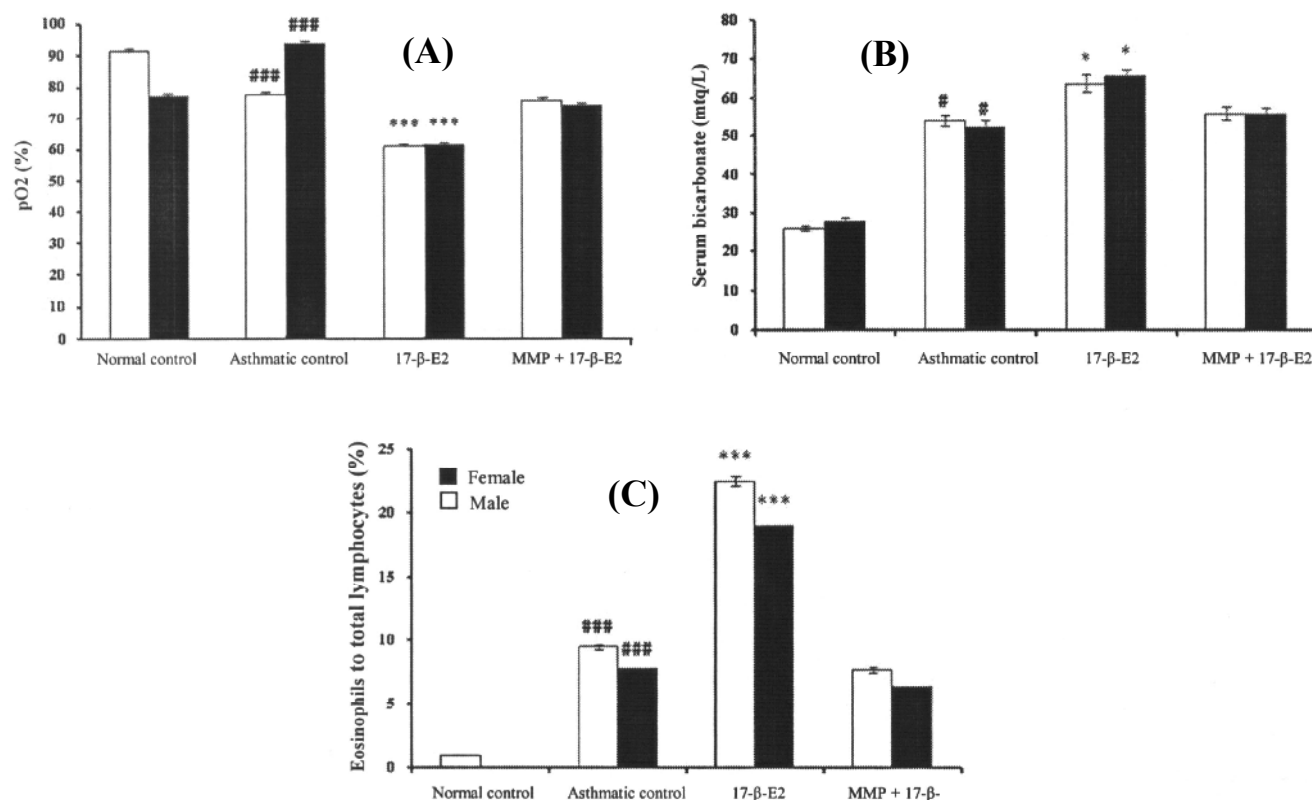 (A)
pO2 (%)
100
90
80
70
60
50
40
30
20
10
0
###
###
***
***
Normal control
Asthmatic control
17-β-E2
MMP + 17-β-E2
(B)
Serum bicarbonate (mtq/L)
80
70
60
50
40
30
20
10
0
#
#
*
*
Normal control
Asthmatic control
17-β-E2
MMP + 17-β-E2
(C)
Eosinophils to total lymphocytes (%)
25
20
15
10
5
0
Female
Male
###
###
***
***
Normal control
Asthmatic control
17-β-E2
MMP + 17-β-